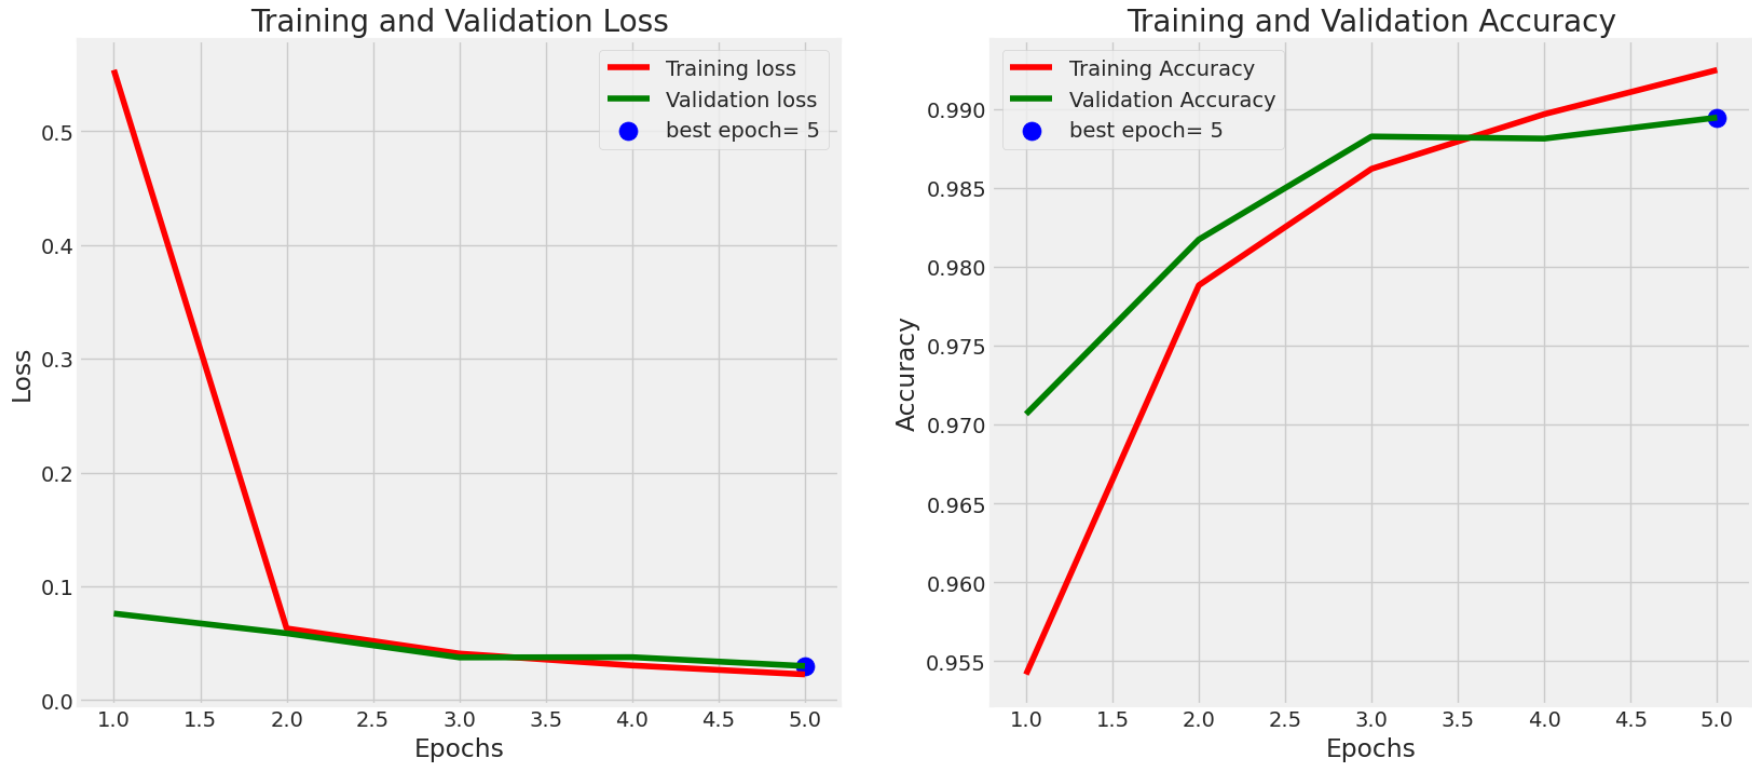 Training and Validation Loss
Training loss
Validation loss
best epoch= 5
0.5
0.4
0.3
0.2
0.1
0.0
Loss
1.0 1.5 2.0 2.5 3.0 3.5 4.0 4.5 5.0
Epochs
Training and Validation Accuracy
Training Accuracy
Validation Accuracy
best epoch= 5
0.990
0.985
0.980
0.975
0.970
0.965
0.960
0.955
Accuracy
1.0 1.5 2.0 2.5 3.0 3.5 4.0 4.5 5.0
Epochs